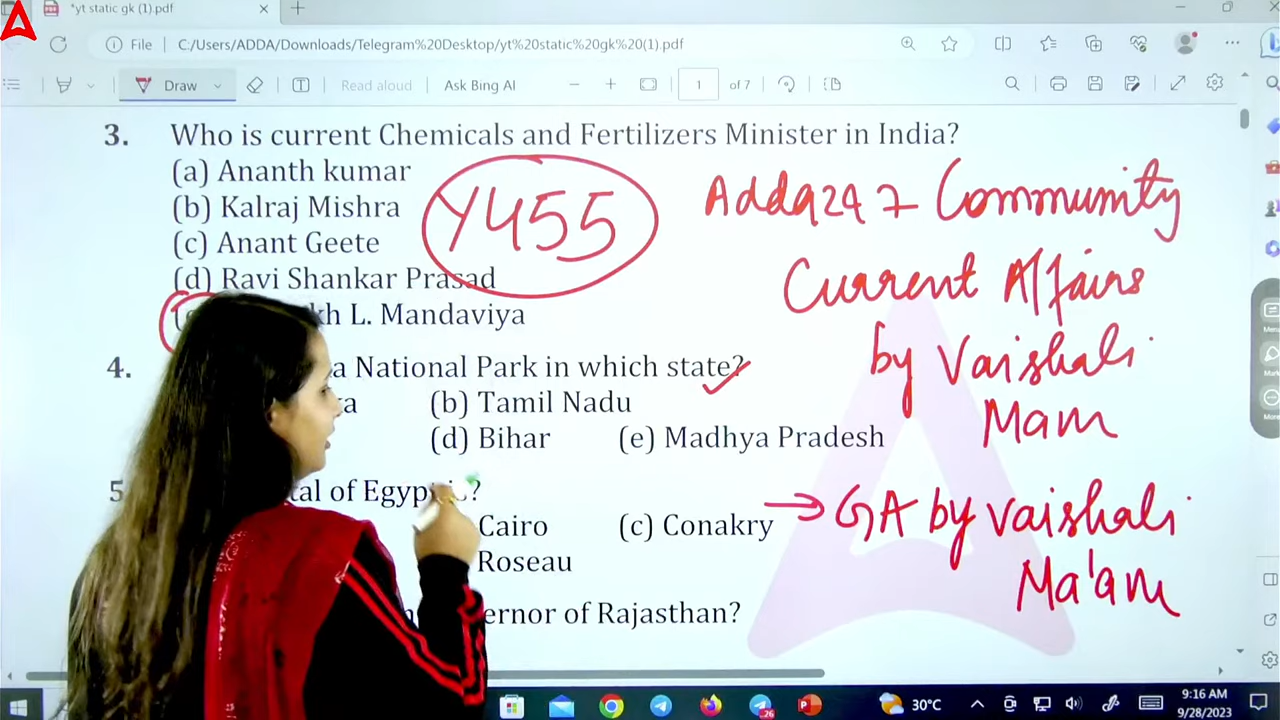 *yt static gk (1).pdf
File C:/Users/ADDA/Downloads/Telegram%20Desktop/yt%20static%20gk%20(1).pdf
Draw Read aloud Ask Bing AI 1 of 7
3. Who is current Chemicals and Fertilizers Minister in India?
(a) Ananth kumar
(b) Kalraj Mishra
(c) Anant Geete
(d) Ravi Shankar Prasad
L. Mandaviya
Y455
Adda247 Community
Current Affairs
by Vaishali
Mam
4. National Park in which state?
(b) Tamil Nadu
(d) Bihar (e) Madhya Pradesh
→ GA by Vaishali
Ma'am
5 of
Cairo (c) Conakry
Roseau
of Rajasthan?
26
30°C
9:16 AM
9/28/2023